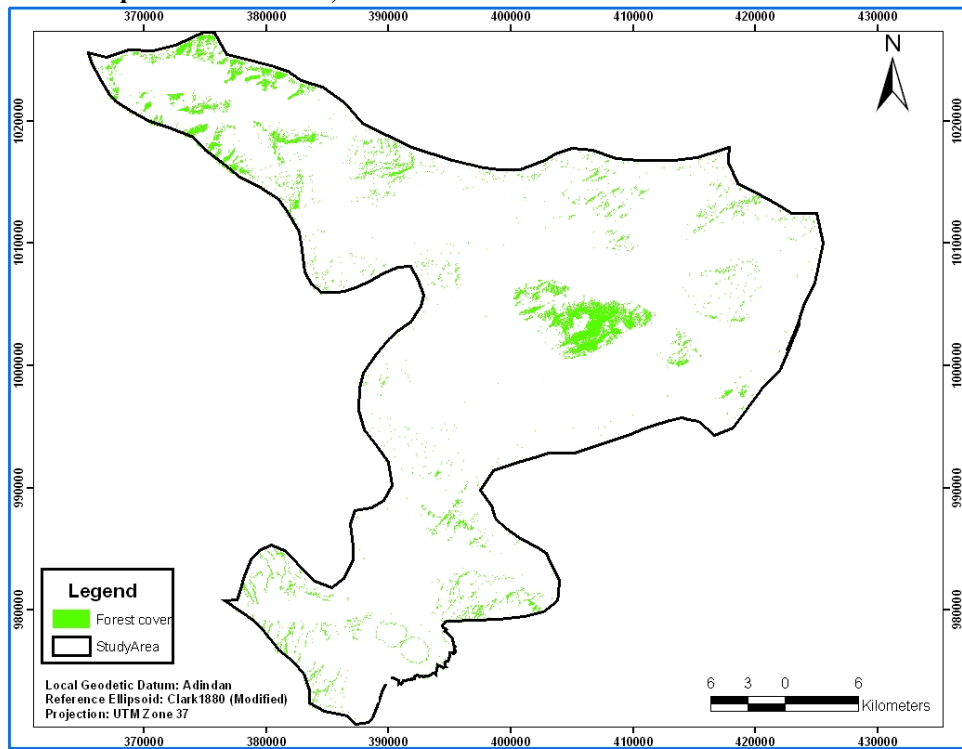 370000 380000 390000 400000 410000 420000 430000
N
1020000 1020000
1010000 1010000
1000000 1000000
990000 990000
980000 980000
Legend
Forest cover
StudyArea
Local Geodetic Datum: Adindan
Reference Ellipsoid: Clark1880 (Modified)
Projection: UTM Zone 37
6 3 0 6
Kilometers
370000 380000 390000 400000 410000 420000 430000